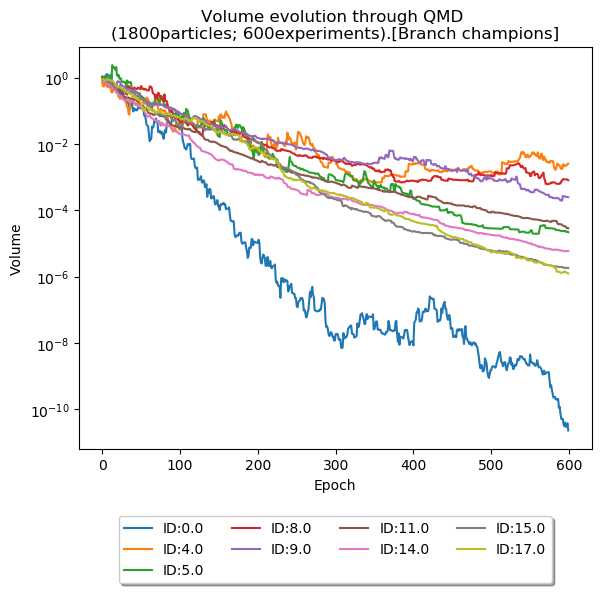 Volume evolution through QMD
(1800particles; 600experiments).[Branch champions]
10⁰
10⁻²
10⁻⁴
10⁻⁶
10⁻⁸
10⁻¹⁰
Volume
0 100 200 300 400 500 600
Epoch
ID:0.0 ID:8.0 ID:11.0 ID:15.0
ID:4.0 ID:9.0 ID:14.0 ID:17.0
ID:5.0